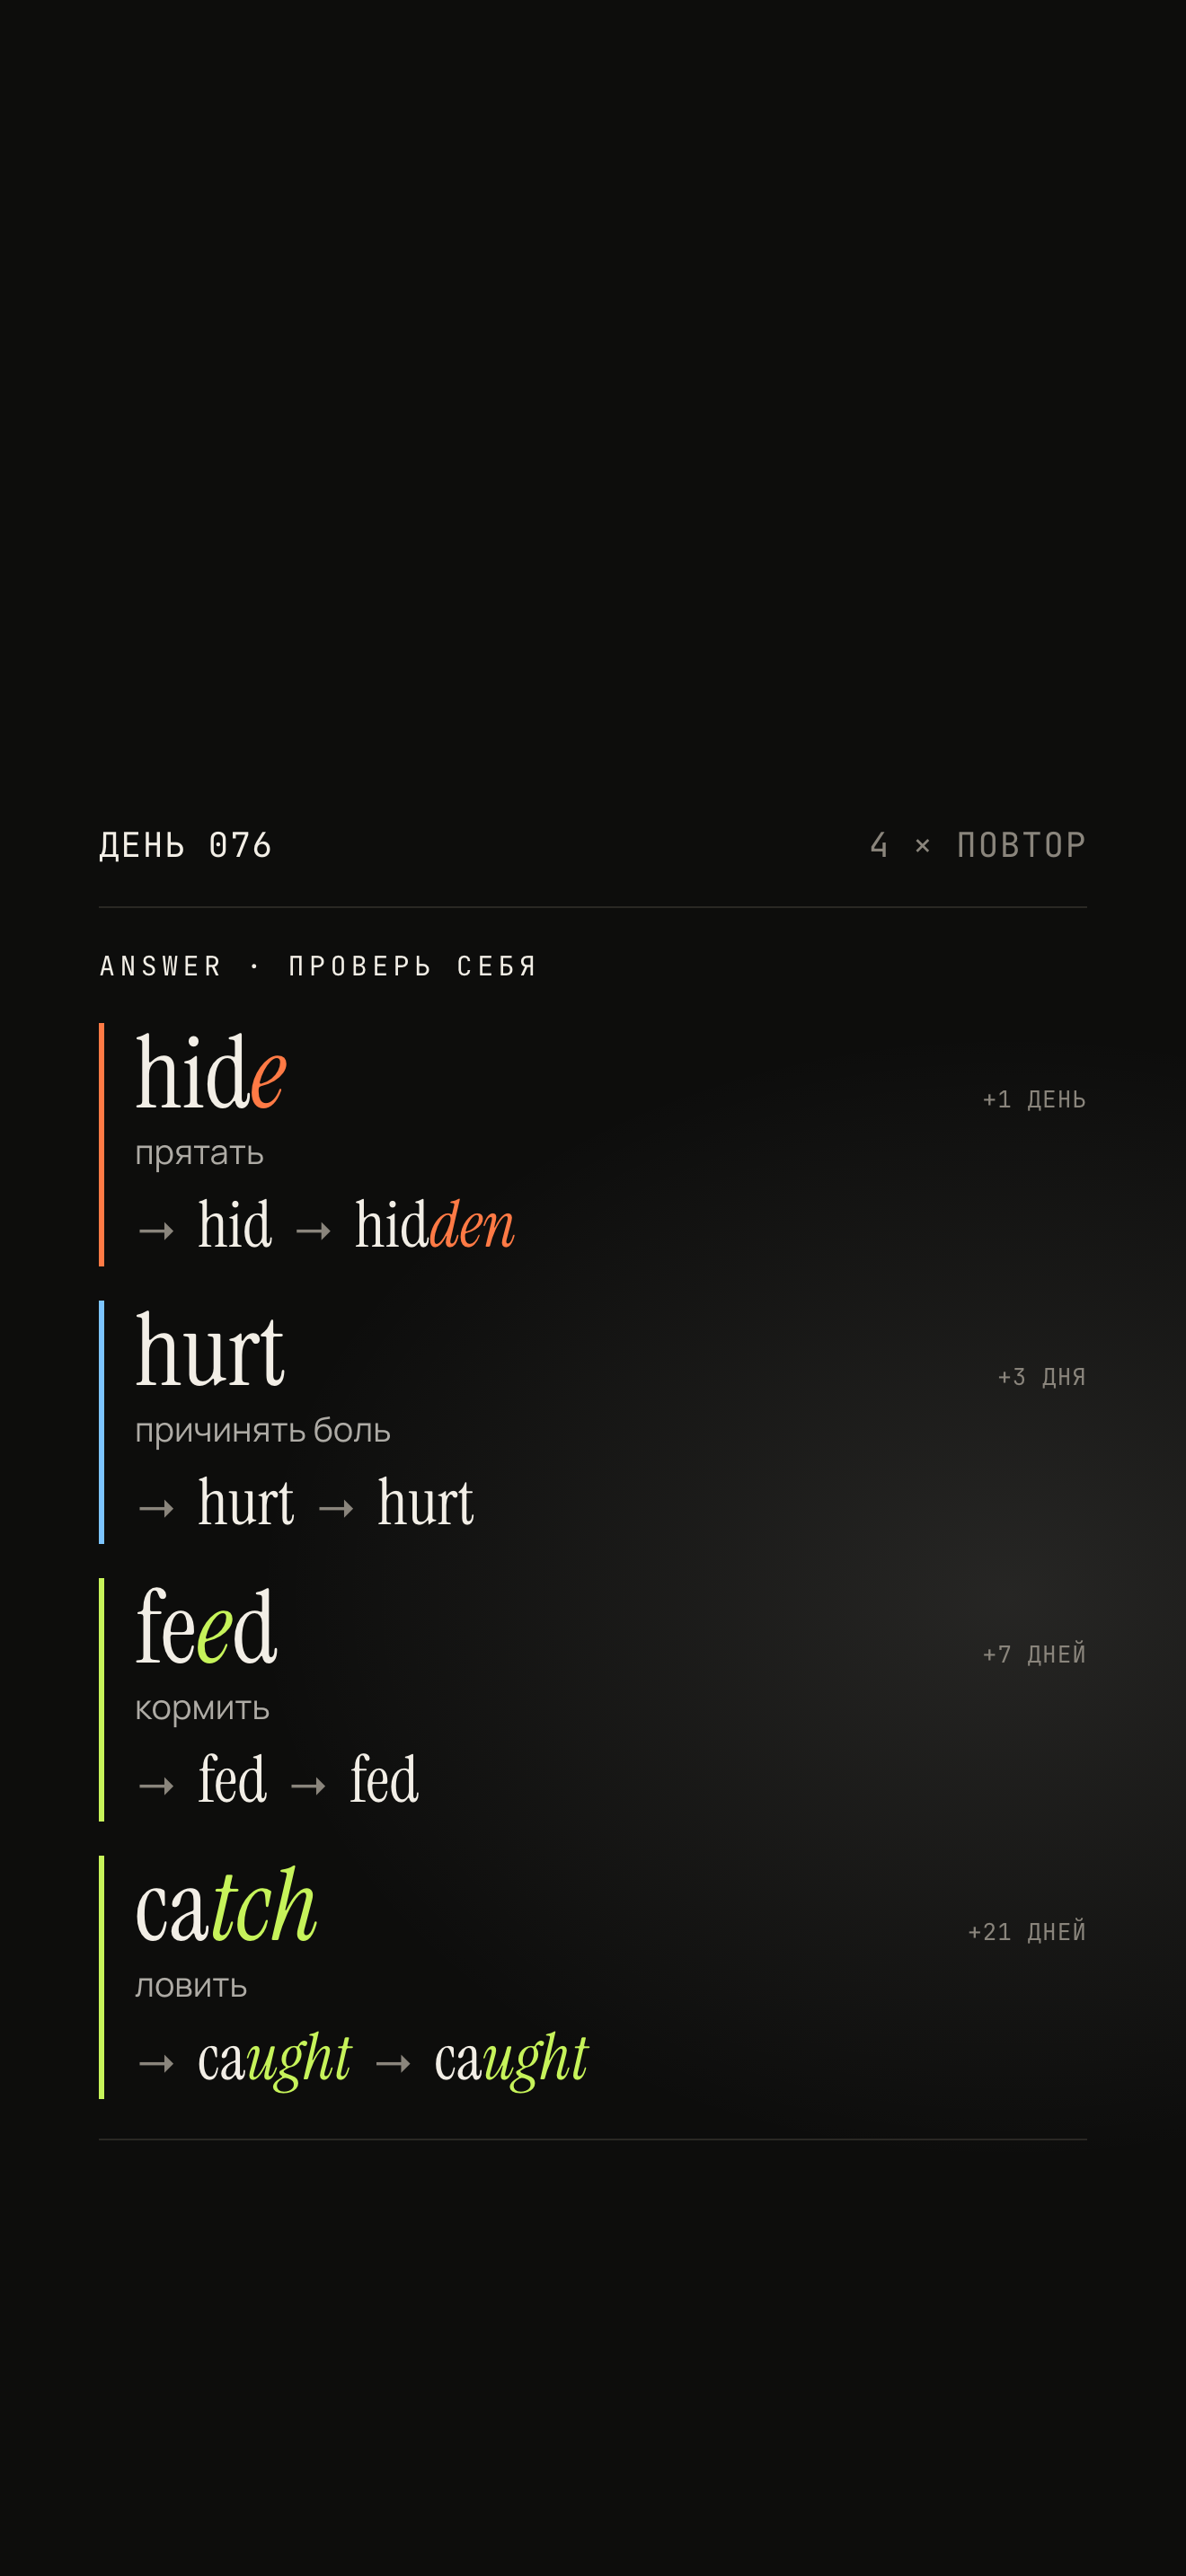 ДЕНЬ 076
4 × ПОВТОР
ANSWER · ПРОВЕРЬ СЕБЯ
hide
+1 ДЕНЬ
прятать
→ hid → hidden
hurt
+3 ДНЯ
причинять боль
→ hurt → hurt
feed
+7 ДНЕЙ
кормить
→ fed → fed
catch
+21 ДНЕЙ
ловить
→ caught → caught